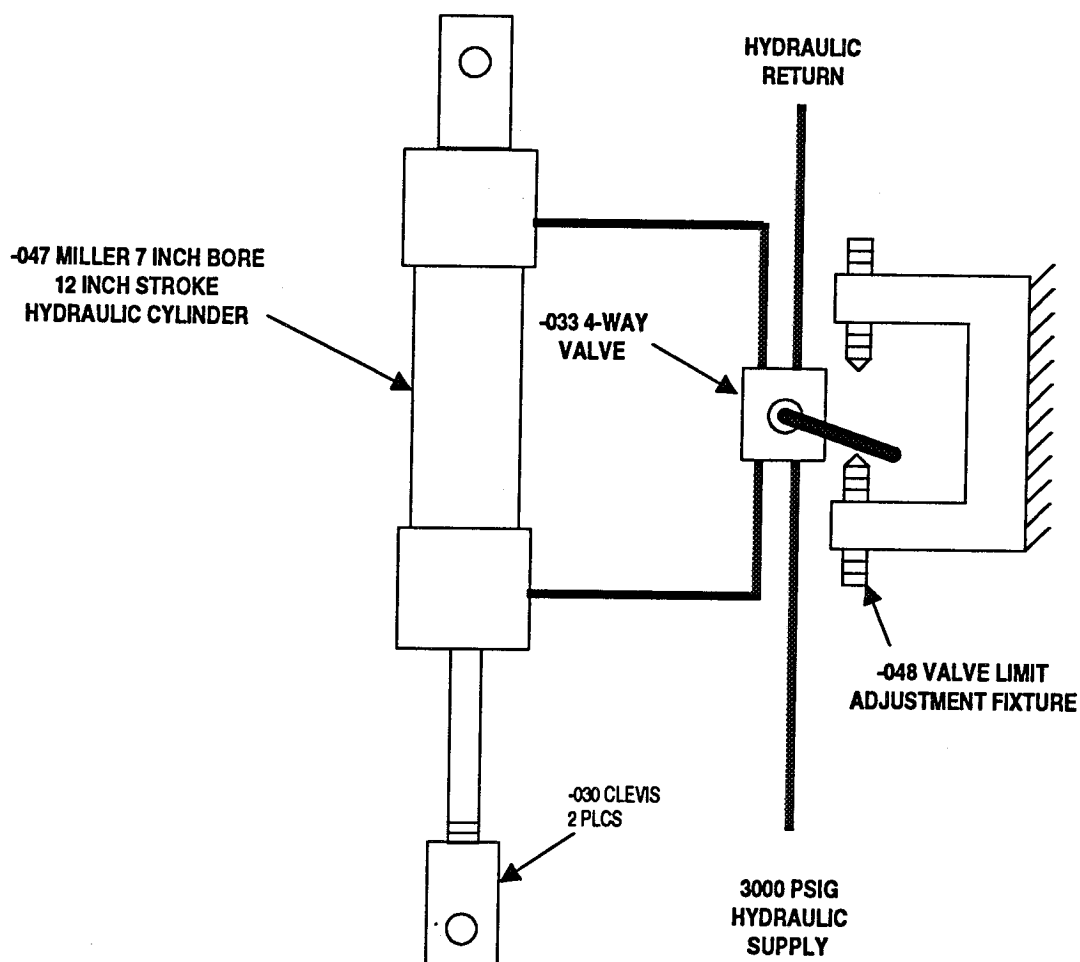 HYDRAULIC
RETURN
-047 MILLER 7 INCH BORE
12 INCH STROKE
HYDRAULIC CYLINDER
-033 4-WAY
VALVE
-048 VALVE LIMIT
ADJUSTMENT FIXTURE
-030 CLEVIS
2 PLCS
3000 PSIG
HYDRAULIC
SUPPLY